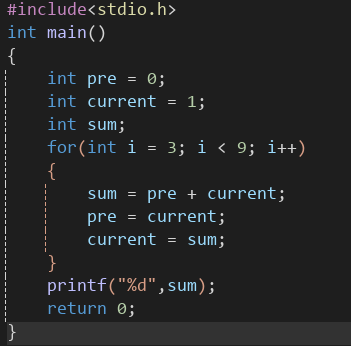 #include<stdio.h>
int main()
{
int pre = 0;
int current = 1;
int sum;
for(int i = 3; i < 9; i++)
{
sum = pre + current;
pre = current;
current = sum;
}
printf("%d",sum);
return 0;
}